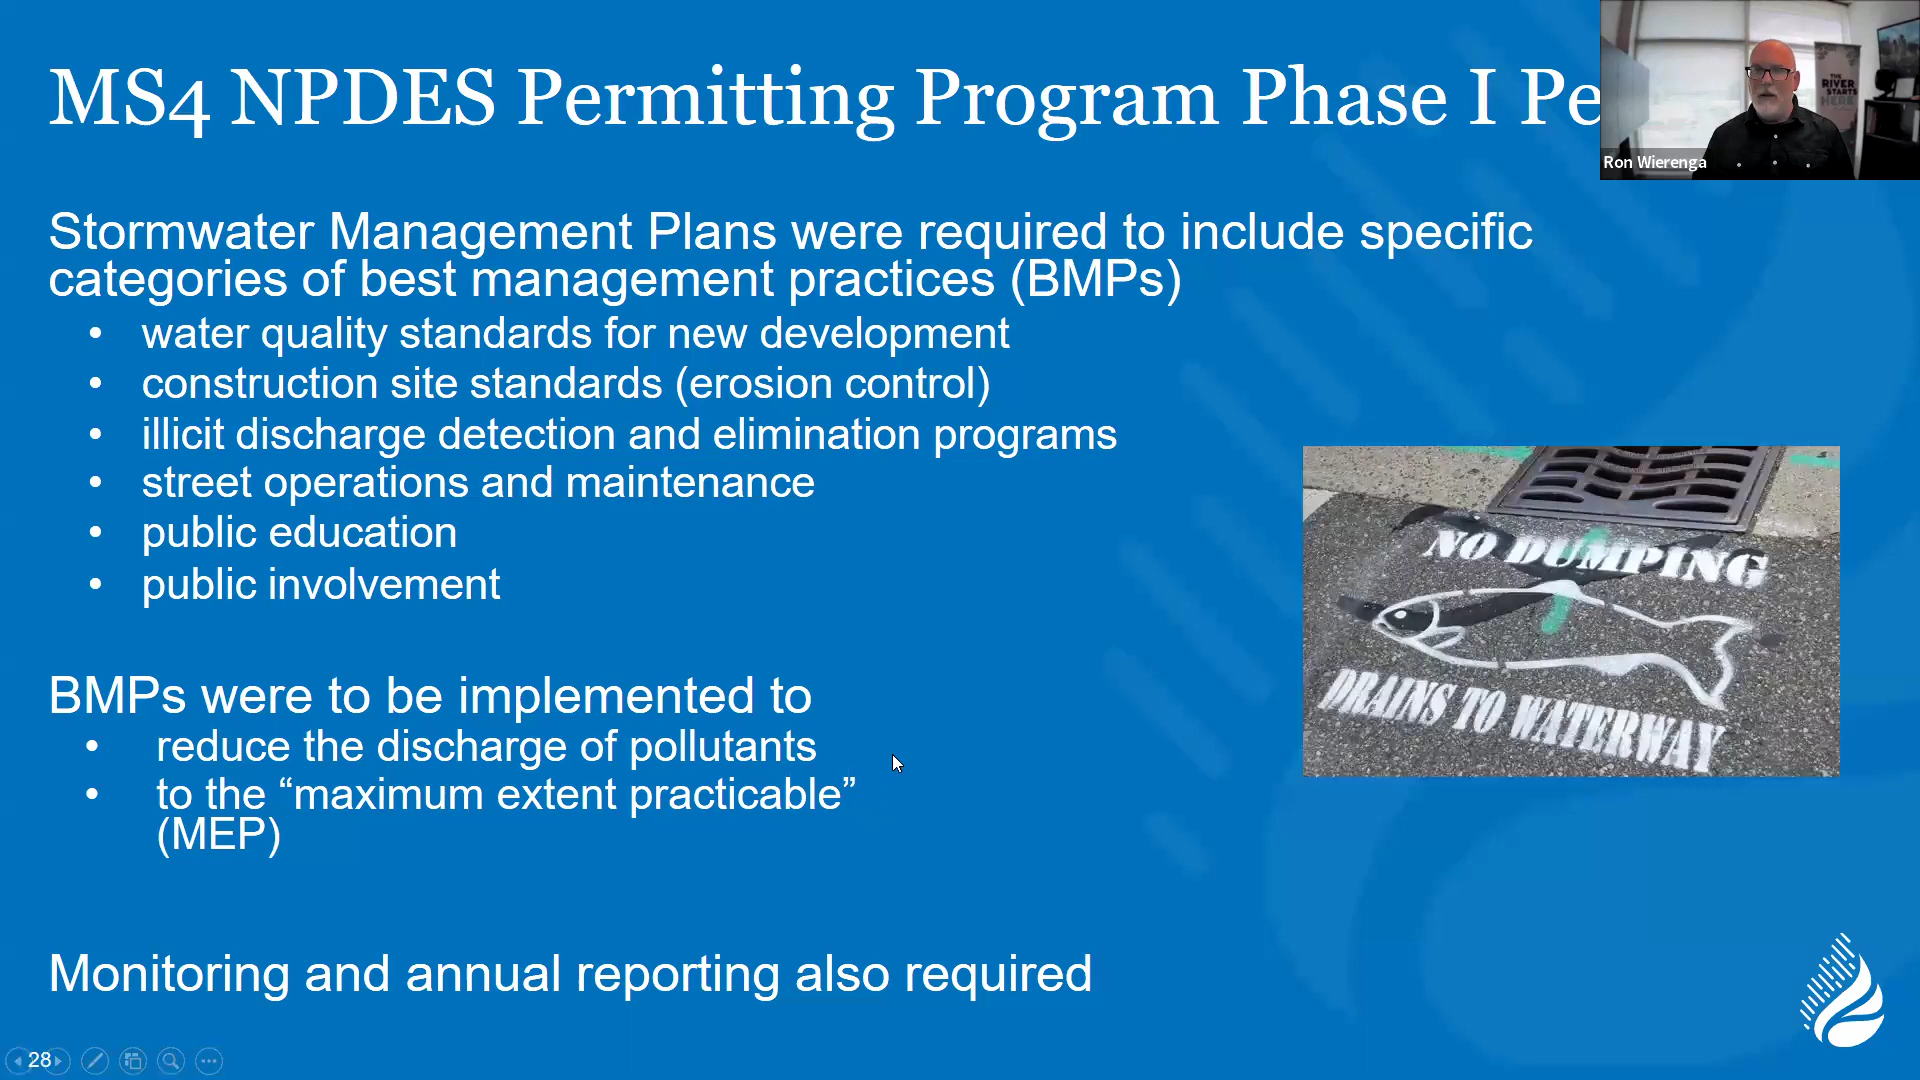 MS4 NPDES Permitting Program Phase I Pe
THE
RIVER
STARTS
HERE
Ron Wierenga
Stormwater Management Plans were required to include specific
categories of best management practices (BMPs)
• water quality standards for new development
• construction site standards (erosion control)
• illicit discharge detection and elimination programs
• street operations and maintenance
• public education
• public involvement
NO DUMPING
DRAINS TO WATERWAY
BMPs were to be implemented to
• reduce the discharge of pollutants
• to the “maximum extent practicable”
(MEP)
Monitoring and annual reporting also required
28